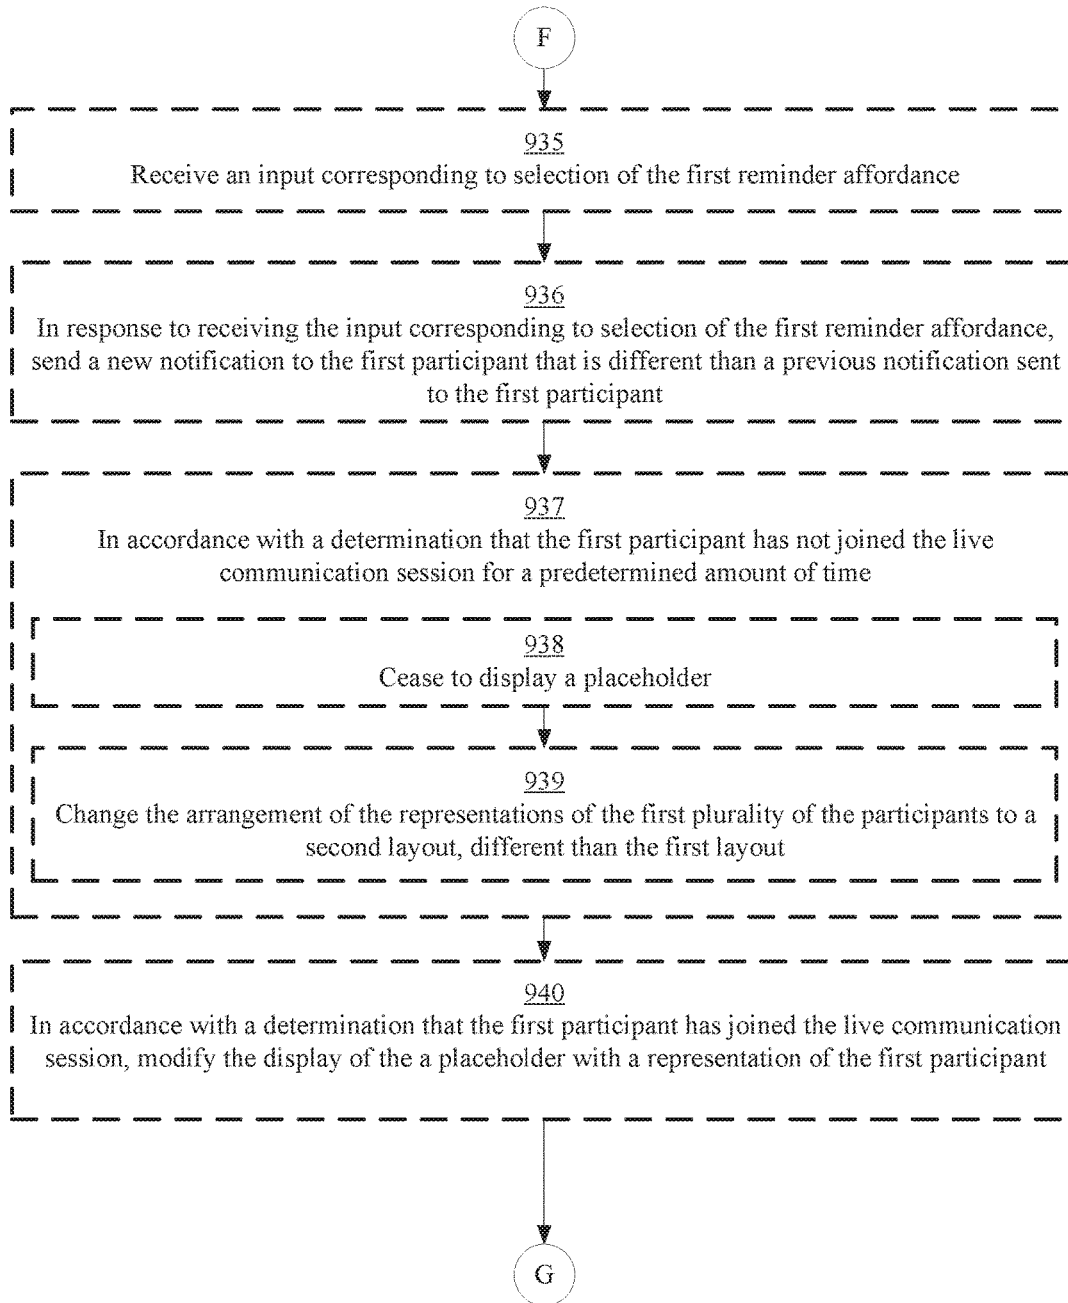 F
935
Receive an input corresponding to selection of the first reminder affordance
936
In response to receiving the input corresponding to selection of the first reminder affordance,
send a new notification to the first participant that is different than a previous notification sent
to the first participant
937
In accordance with a determination that the first participant has not joined the live
communication session for a predetermined amount of time
938
Cease to display a placeholder
939
Change the arrangement of the representations of the first plurality of the participants to a
second layout, different than the first layout
940
In accordance with a determination that the first participant has joined the live communication
session, modify the display of the a placeholder with a representation of the first participant
G